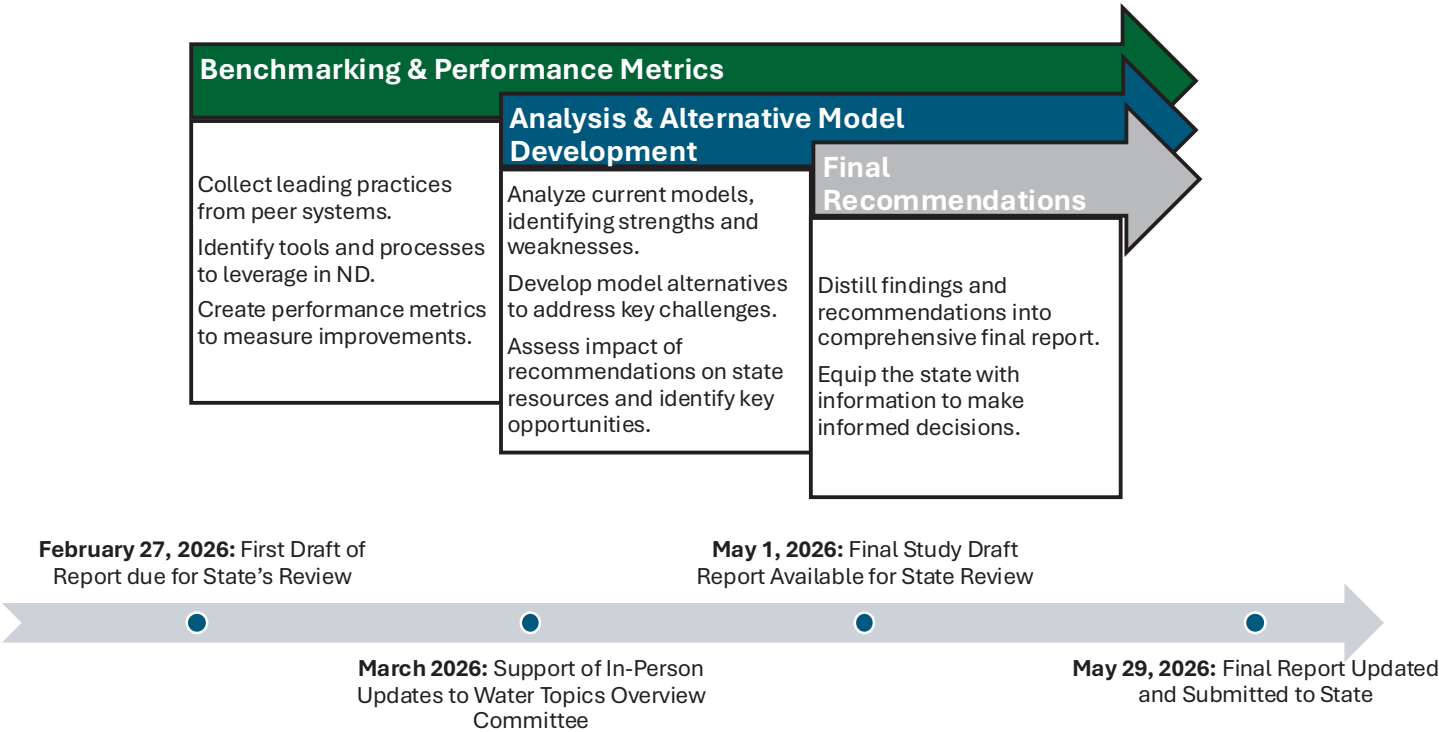 Benchmarking & Performance Metrics
Collect leading practices
from peer systems.
Identify tools and processes
to leverage in ND.
Create performance metrics
to measure improvements.
Analysis & Alternative Model
Development
Analyze current models,
identifying strengths and
weaknesses.
Develop model alternatives
to address key challenges.
Assess impact of
recommendations on state
resources and identify key
opportunities.
Final
Recommendations
Distill findings and
recommendations into
comprehensive final report.
Equip the state with
information to make
informed decisions.
February 27, 2026: First Draft of
Report due for State's Review
March 2026: Support of In-Person
Updates to Water Topics Overview
Committee
May 1, 2026: Final Study Draft
Report Available for State Review
May 29, 2026: Final Report Updated
and Submitted to State